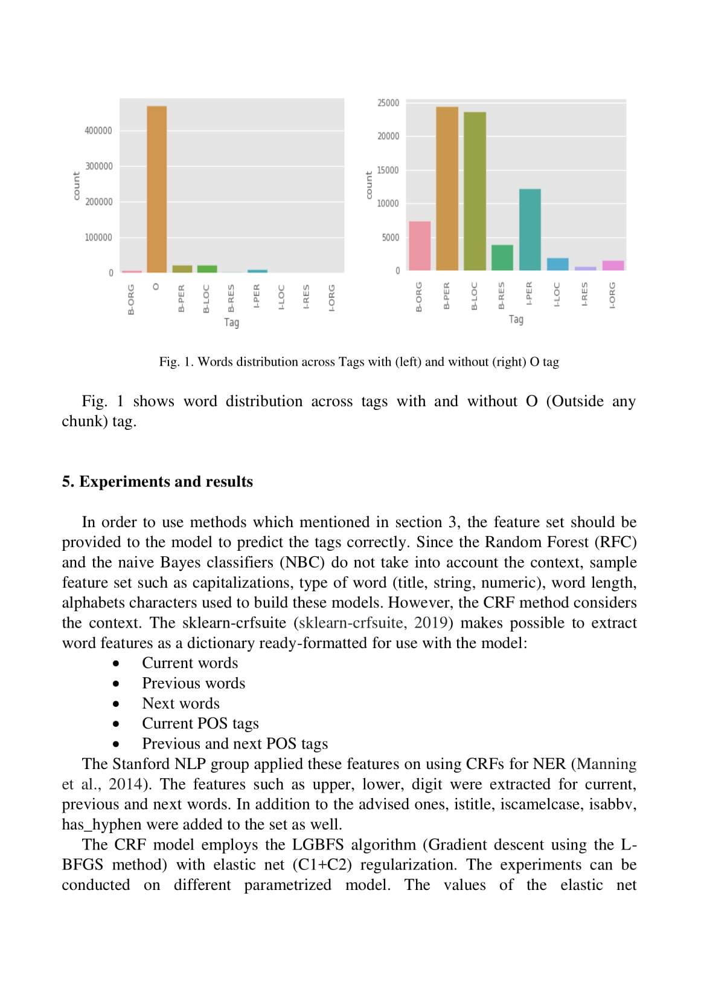 400000
300000
200000
100000
0
count
B-ORG
O
B-PER
B-LOC
B-RES
I-PER
I-LOC
I-RES
I-ORG
Tag
25000
20000
15000
10000
5000
0
count
B-ORG
B-PER
B-LOC
B-RES
I-PER
I-LOC
I-RES
I-ORG
Tag
Fig. 1. Words distribution across Tags with (left) and without (right) O tag
Fig. 1 shows word distribution across tags with and without O (Outside any
chunk) tag.
5. Experiments and results
In order to use methods which mentioned in section 3, the feature set should be
provided to the model to predict the tags correctly. Since the Random Forest (RFC)
and the naive Bayes classifiers (NBC) do not take into account the context, sample
feature set such as capitalizations, type of word (title, string, numeric), word length,
alphabets characters used to build these models. However, the CRF method considers
the context. The sklearn-crfsuite (sklearn-crfsuite, 2019) makes possible to extract
word features as a dictionary ready-formatted for use with the model:
• Current words
• Previous words
• Next words
• Current POS tags
• Previous and next POS tags
The Stanford NLP group applied these features on using CRFs for NER (Manning
et al., 2014). The features such as upper, lower, digit were extracted for current,
previous and next words. In addition to the advised ones, istitle, iscamelcase, isabbv,
has_hyphen were added to the set as well.
The CRF model employs the LGBFS algorithm (Gradient descent using the L-
BFGS method) with elastic net (C1+C2) regularization. The experiments can be
conducted on different parametrized model. The values of the elastic net